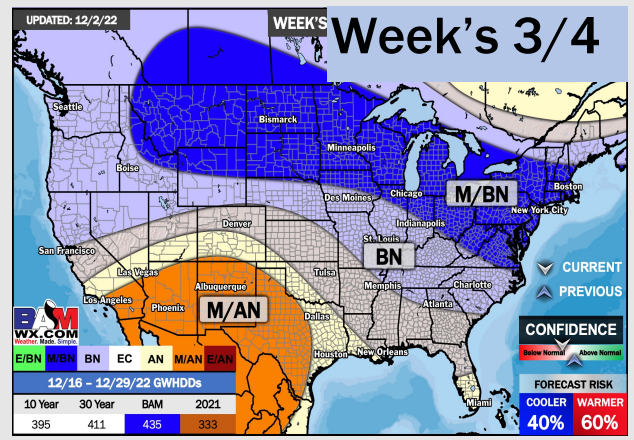 UPDATED: 12/2/22
WEEK'S
Week's 3/4
Seattle
Bismarck
Minneapolis
Boise
Des Moines
Chicago
M/BN
Boston
New York City
Indianapolis
Denver
St. Louis
BN
San Francisco
Las Vegas
Tulsa
Memphis
Charlotte
CURRENT
PREVIOUS
Los Angeles
Albuquerque
Phoenix
M/AN
Atlanta
Dallas
Houston
New Orleans
Miami
BAM
WX.COM
Weather. Made. Simple.
CONFIDENCE
Below Normal
Above Normal
E/BN M/BN BN EC AN M/AN E/AN
12/16 – 12/29/22 GWHDDs
10 Year 30 Year BAM 2021
395 411 435 333
FORECAST RISK
COOLER WARMER
40% 60%